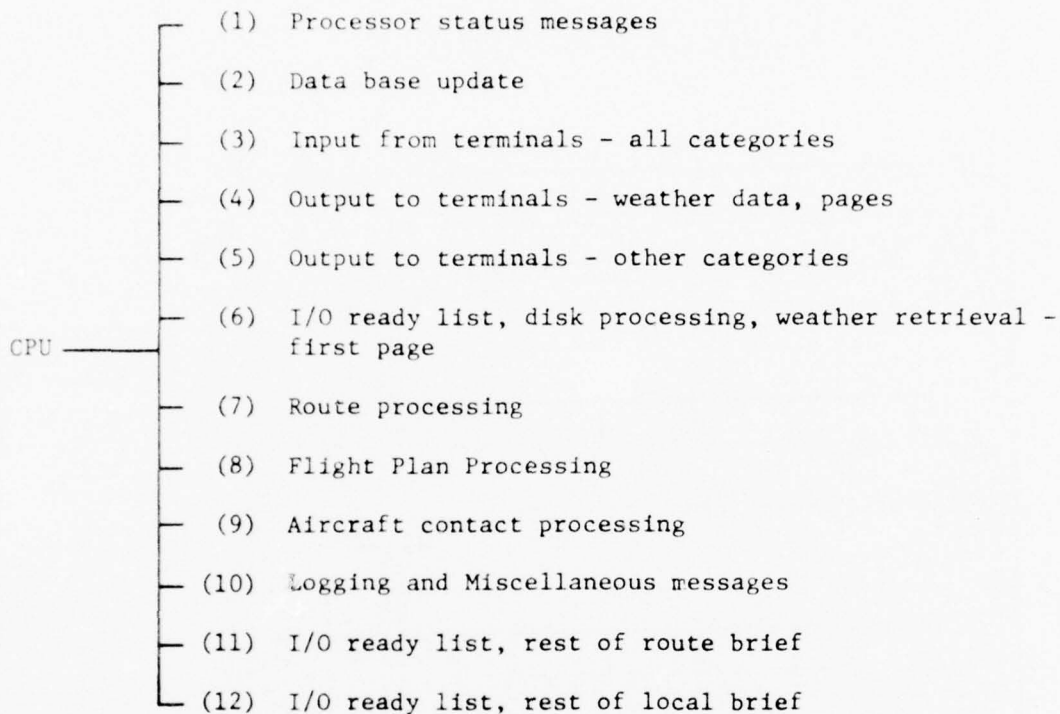 (1) Processor status messages
(2) Data base update
(3) Input from terminals - all categories
(4) Output to terminals - weather data, pages
(5) Output to terminals - other categories
(6) I/O ready list, disk processing, weather retrieval -
first page
CPU
(7) Route processing
(8) Flight Plan Processing
(9) Aircraft contact processing
(10) Logging and Miscellaneous messages
(11) I/O ready list, rest of route brief
(12) I/O ready list, rest of local brief